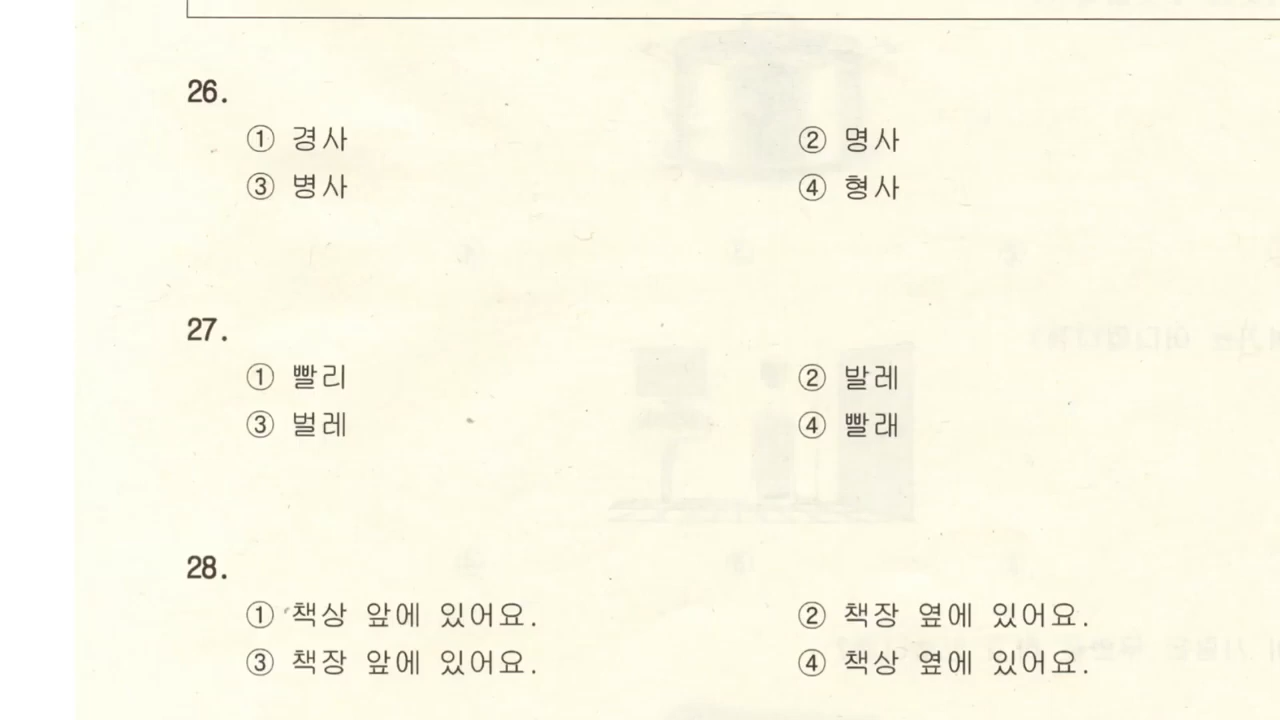 26.
① 경사 ② 명사
③ 병사 ④ 형사
27.
① 빨리 ② 발레
③ 벌레 ④ 빨래
28.
① 책상 앞에 있어요. ② 책장 옆에 있어요.
③ 책장 앞에 있어요. ④ 책상 옆에 있어요.